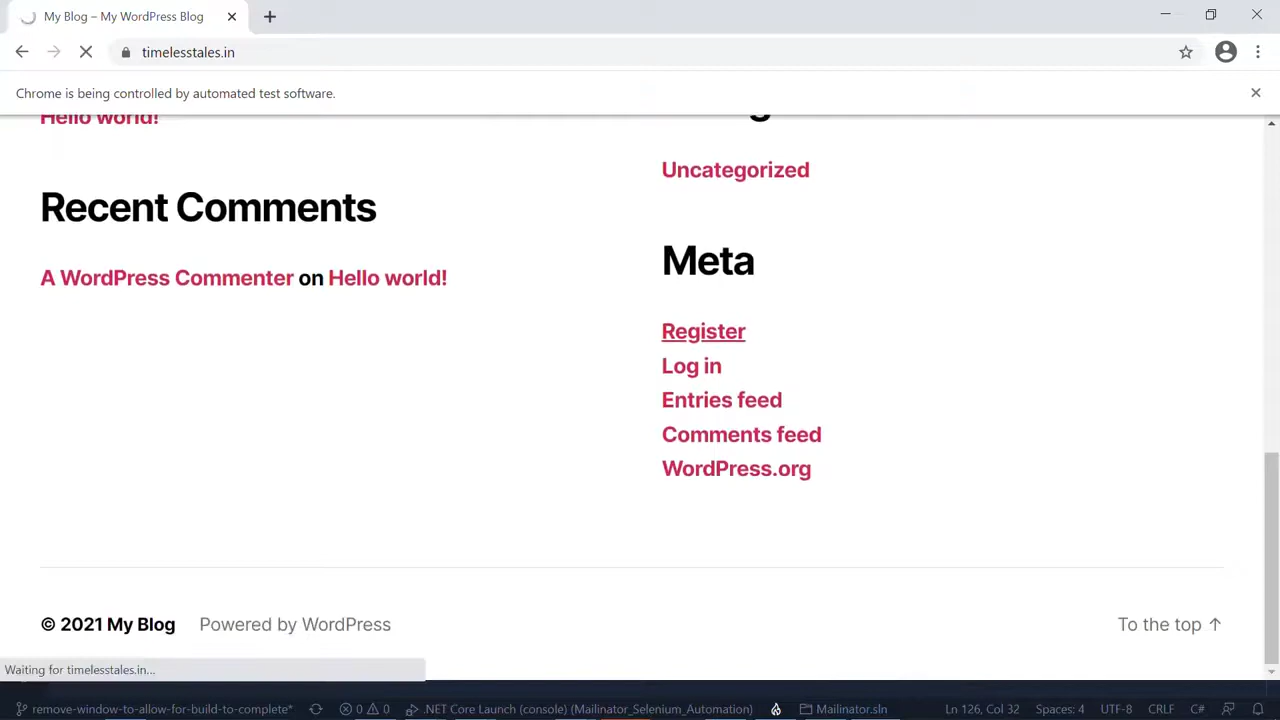 My Blog – My WordPress Blog
timelesstales.in
Chrome is being controlled by automated test software.
Hello world!
Uncategorized
Recent Comments
A WordPress Commenter on Hello world!
Meta
Register
Log in
Entries feed
Comments feed
WordPress.org
© 2021 My Blog Powered by WordPress To the top ↑
Waiting for timelesstales.in...
remove-window-to-allow-for-build-to-complete* 0 0 .NET Core Launch (console) (Mailinator_Selenium_Automation) Mailinator.sln Ln 126, Col 32 Spaces: 4 UTF-8 CRLF C#